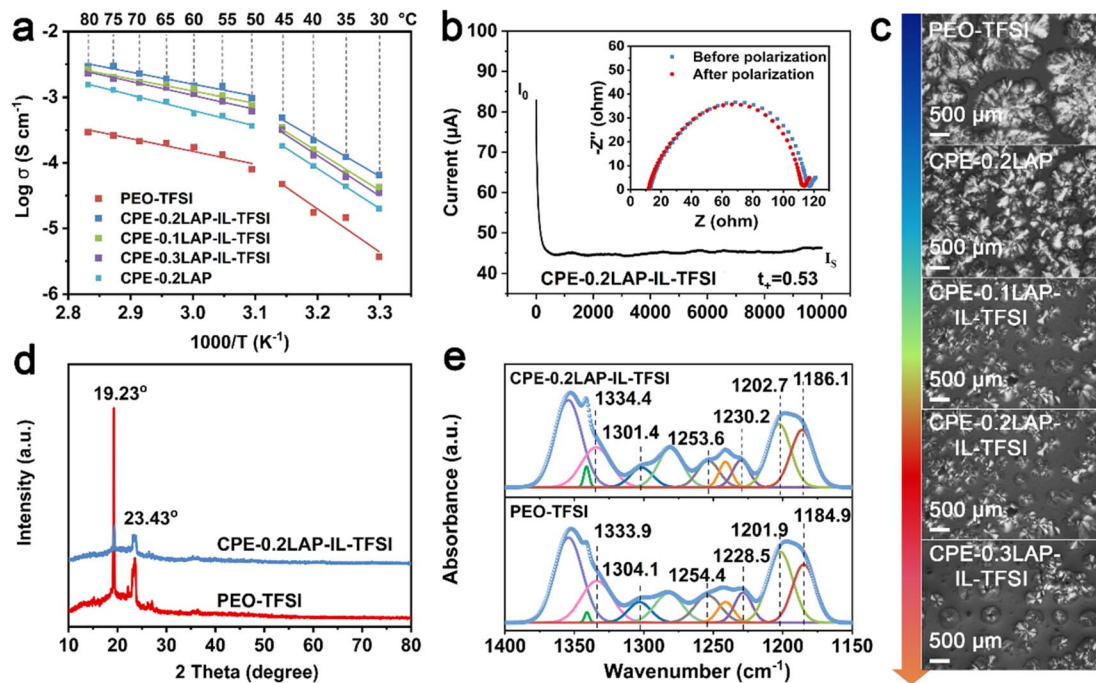 a
80 75 70 65 60 55 50 45 40 35 30 °C
-2
-3
-4
-5
-6
Log σ (S cm⁻¹)
PEO-TFSI
CPE-0.2LAP-IL-TFSI
CPE-0.1LAP-IL-TFSI
CPE-0.3LAP-IL-TFSI
CPE-0.2LAP
2.8 2.9 3.0 3.1 3.2 3.3
1000/T (K⁻¹)
b
100
90
80
70
60
50
40
Current (µA)
I₀
Before polarization
After polarization
60
50
40
30
20
10
0
-Z'' (ohm)
0 20 40 60 80 100 120
Z (ohm)
Iₛ
CPE-0.2LAP-IL-TFSI t₊=0.53
0 2000 4000 6000 8000 10000
c
PEO-TFSI
500 µm
CPE-0.2LAP
500 µm
CPE-0.1LAP-
IL-TFSI
500 µm
CPE-0.2LAP-
IL-TFSI
500 µm
CPE-0.3LAP-
IL-TFSI
500 µm
d
Intensity (a.u.)
19.23°
23.43°
CPE-0.2LAP-IL-TFSI
PEO-TFSI
10 20 30 40 50 60 70 80
2 Theta (degree)
e
Absorbance (a.u.)
CPE-0.2LAP-IL-TFSI
1334.4
1301.4
1253.6
1230.2
1202.7
1186.1
PEO-TFSI
1333.9
1304.1
1254.4
1228.5
1201.9
1184.9
1400 1350 1300 1250 1200 1150
Wavenumber (cm⁻¹)